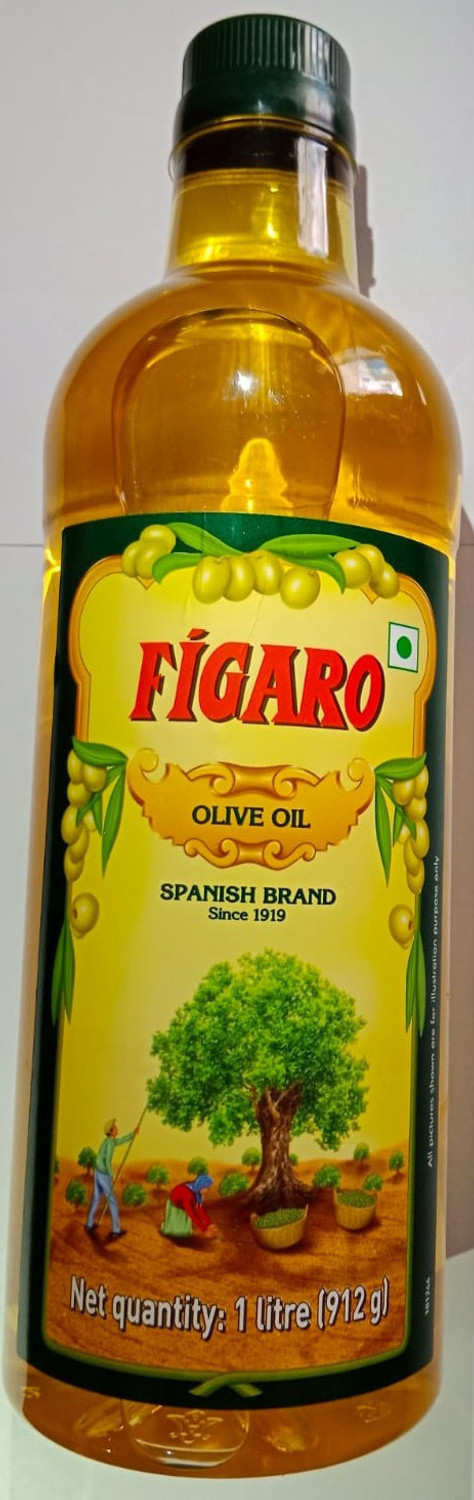 FÍGARO
OLIVE OIL
SPANISH BRAND
Since 1919
All pictures shown are for illustration purpose only
Net quantity: 1 litre (912 g)